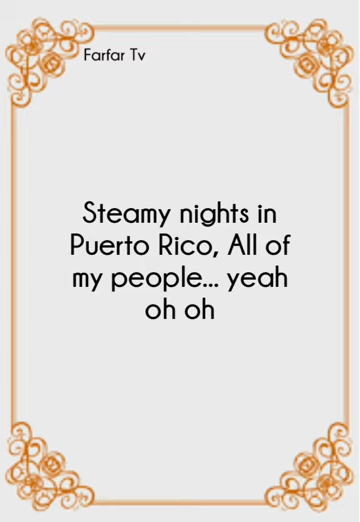 Farfar Tv
Steamy nights in
Puerto Rico, All of
my people... yeah
oh oh